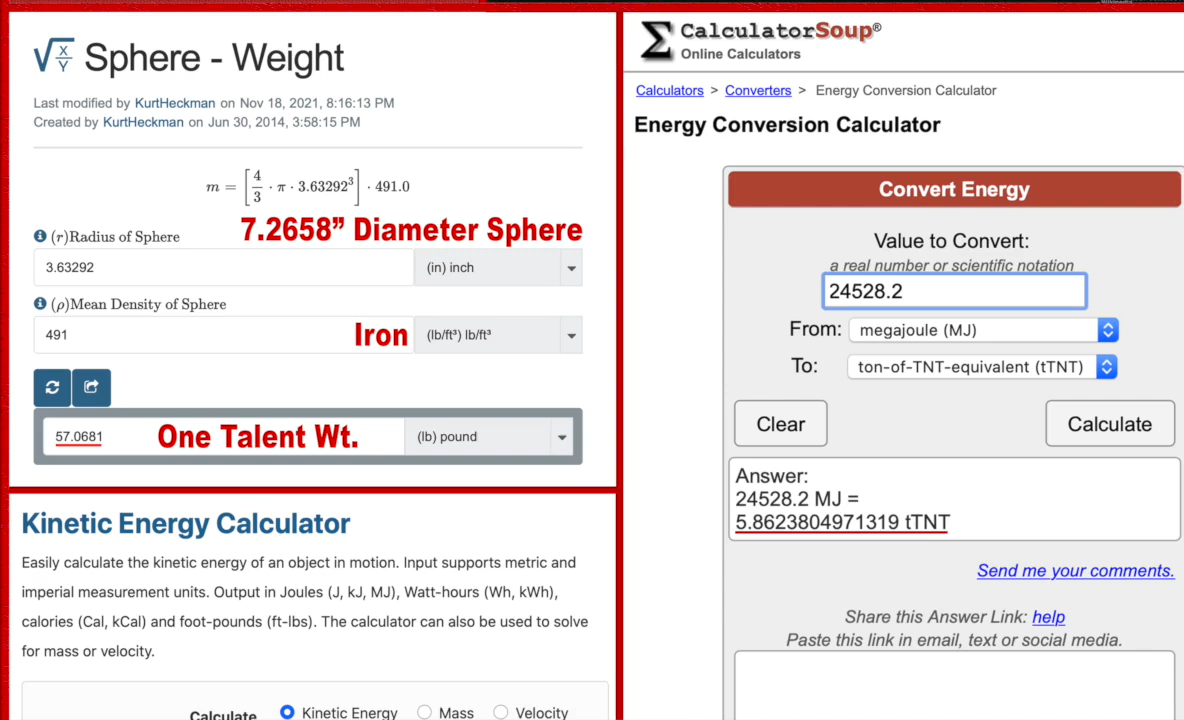 Sphere - Weight
Last modified by KurtHeckman on Nov 18, 2021, 8:16:13 PM
Created by KurtHeckman on Jun 30, 2014, 3:58:15 PM
m = [4/3 · π · 3.63292³] · 491.0
7.2658” Diameter Sphere
(r)Radius of Sphere
3.63292 (in) inch
(ρ)Mean Density of Sphere
491 Iron (lb/ft³) lb/ft³
57.0681 One Talent Wt. (lb) pound
Kinetic Energy Calculator
Easily calculate the kinetic energy of an object in motion. Input supports metric and
imperial measurement units. Output in Joules (J, kJ, MJ), Watt-hours (Wh, kWh),
calories (Cal, kCal) and foot-pounds (ft-lbs). The calculator can also be used to solve
for mass or velocity.
Calculate Kinetic Energy Mass Velocity
CalculatorSoup®
Online Calculators
Calculators > Converters > Energy Conversion Calculator
Energy Conversion Calculator
Convert Energy
Value to Convert:
a real number or scientific notation
24528.2
From: megajoule (MJ)
To: ton-of-TNT-equivalent (tTNT)
Clear Calculate
Answer:
24528.2 MJ =
5.8623804971319 tTNT
Send me your comments.
Share this Answer Link: help
Paste this link in email, text or social media.